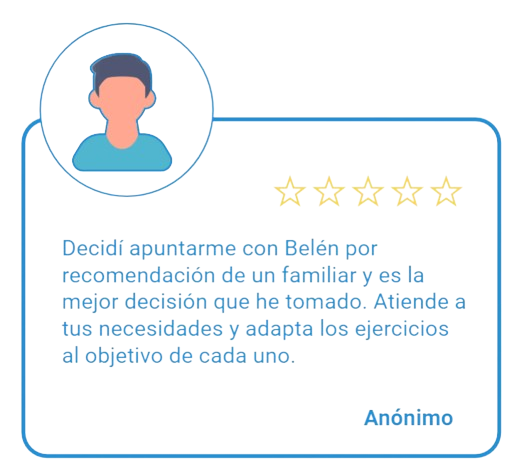 Decidí apuntarme con Belén por
recomendación de un familiar y es la
mejor decisión que he tomado. Atiende a
tus necesidades y adapta los ejercicios
al objetivo de cada uno.
Anónimo